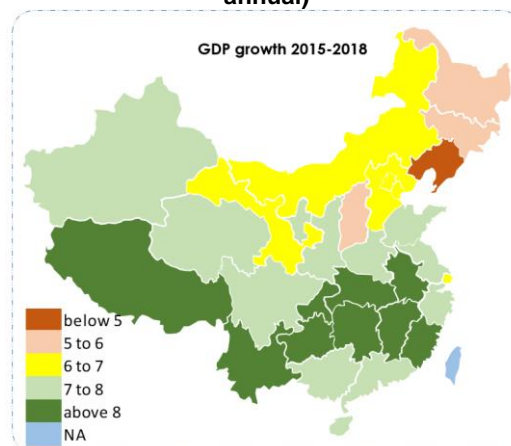 annual)
GDP growth 2015-2018
below 5
5 to 6
6 to 7
7 to 8
above 8
NA